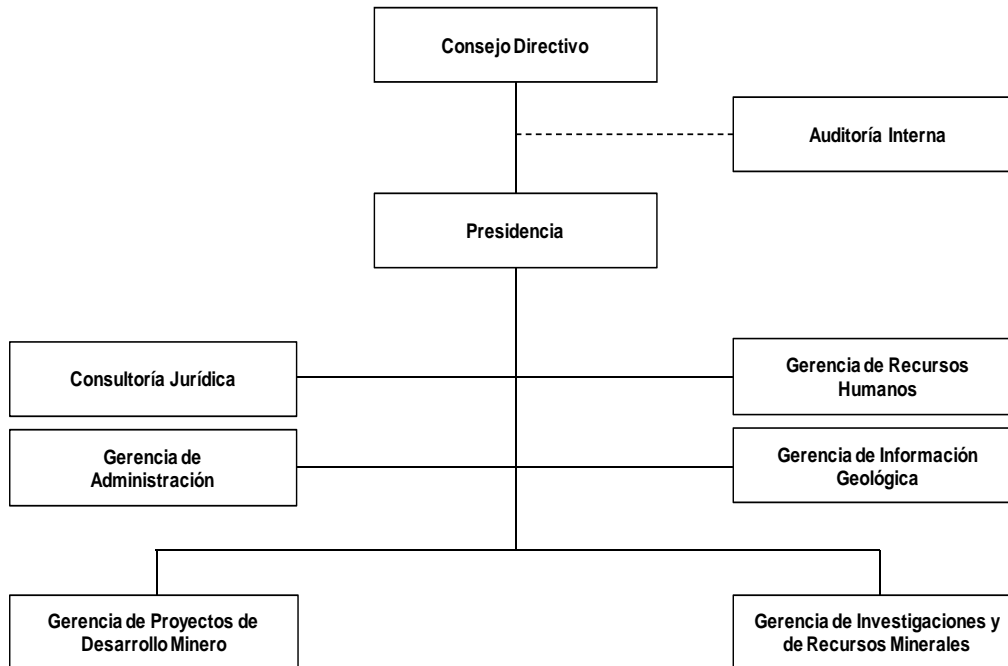 Consejo Directivo
Auditoría Interna
Presidencia
Consultoría Jurídica
Gerencia de Recursos
Humanos
Gerencia de
Administración
Gerencia de Información
Geológica
Gerencia de Proyectos de
Desarrollo Minero
Gerencia de Investigaciones y
de Recursos Minerales